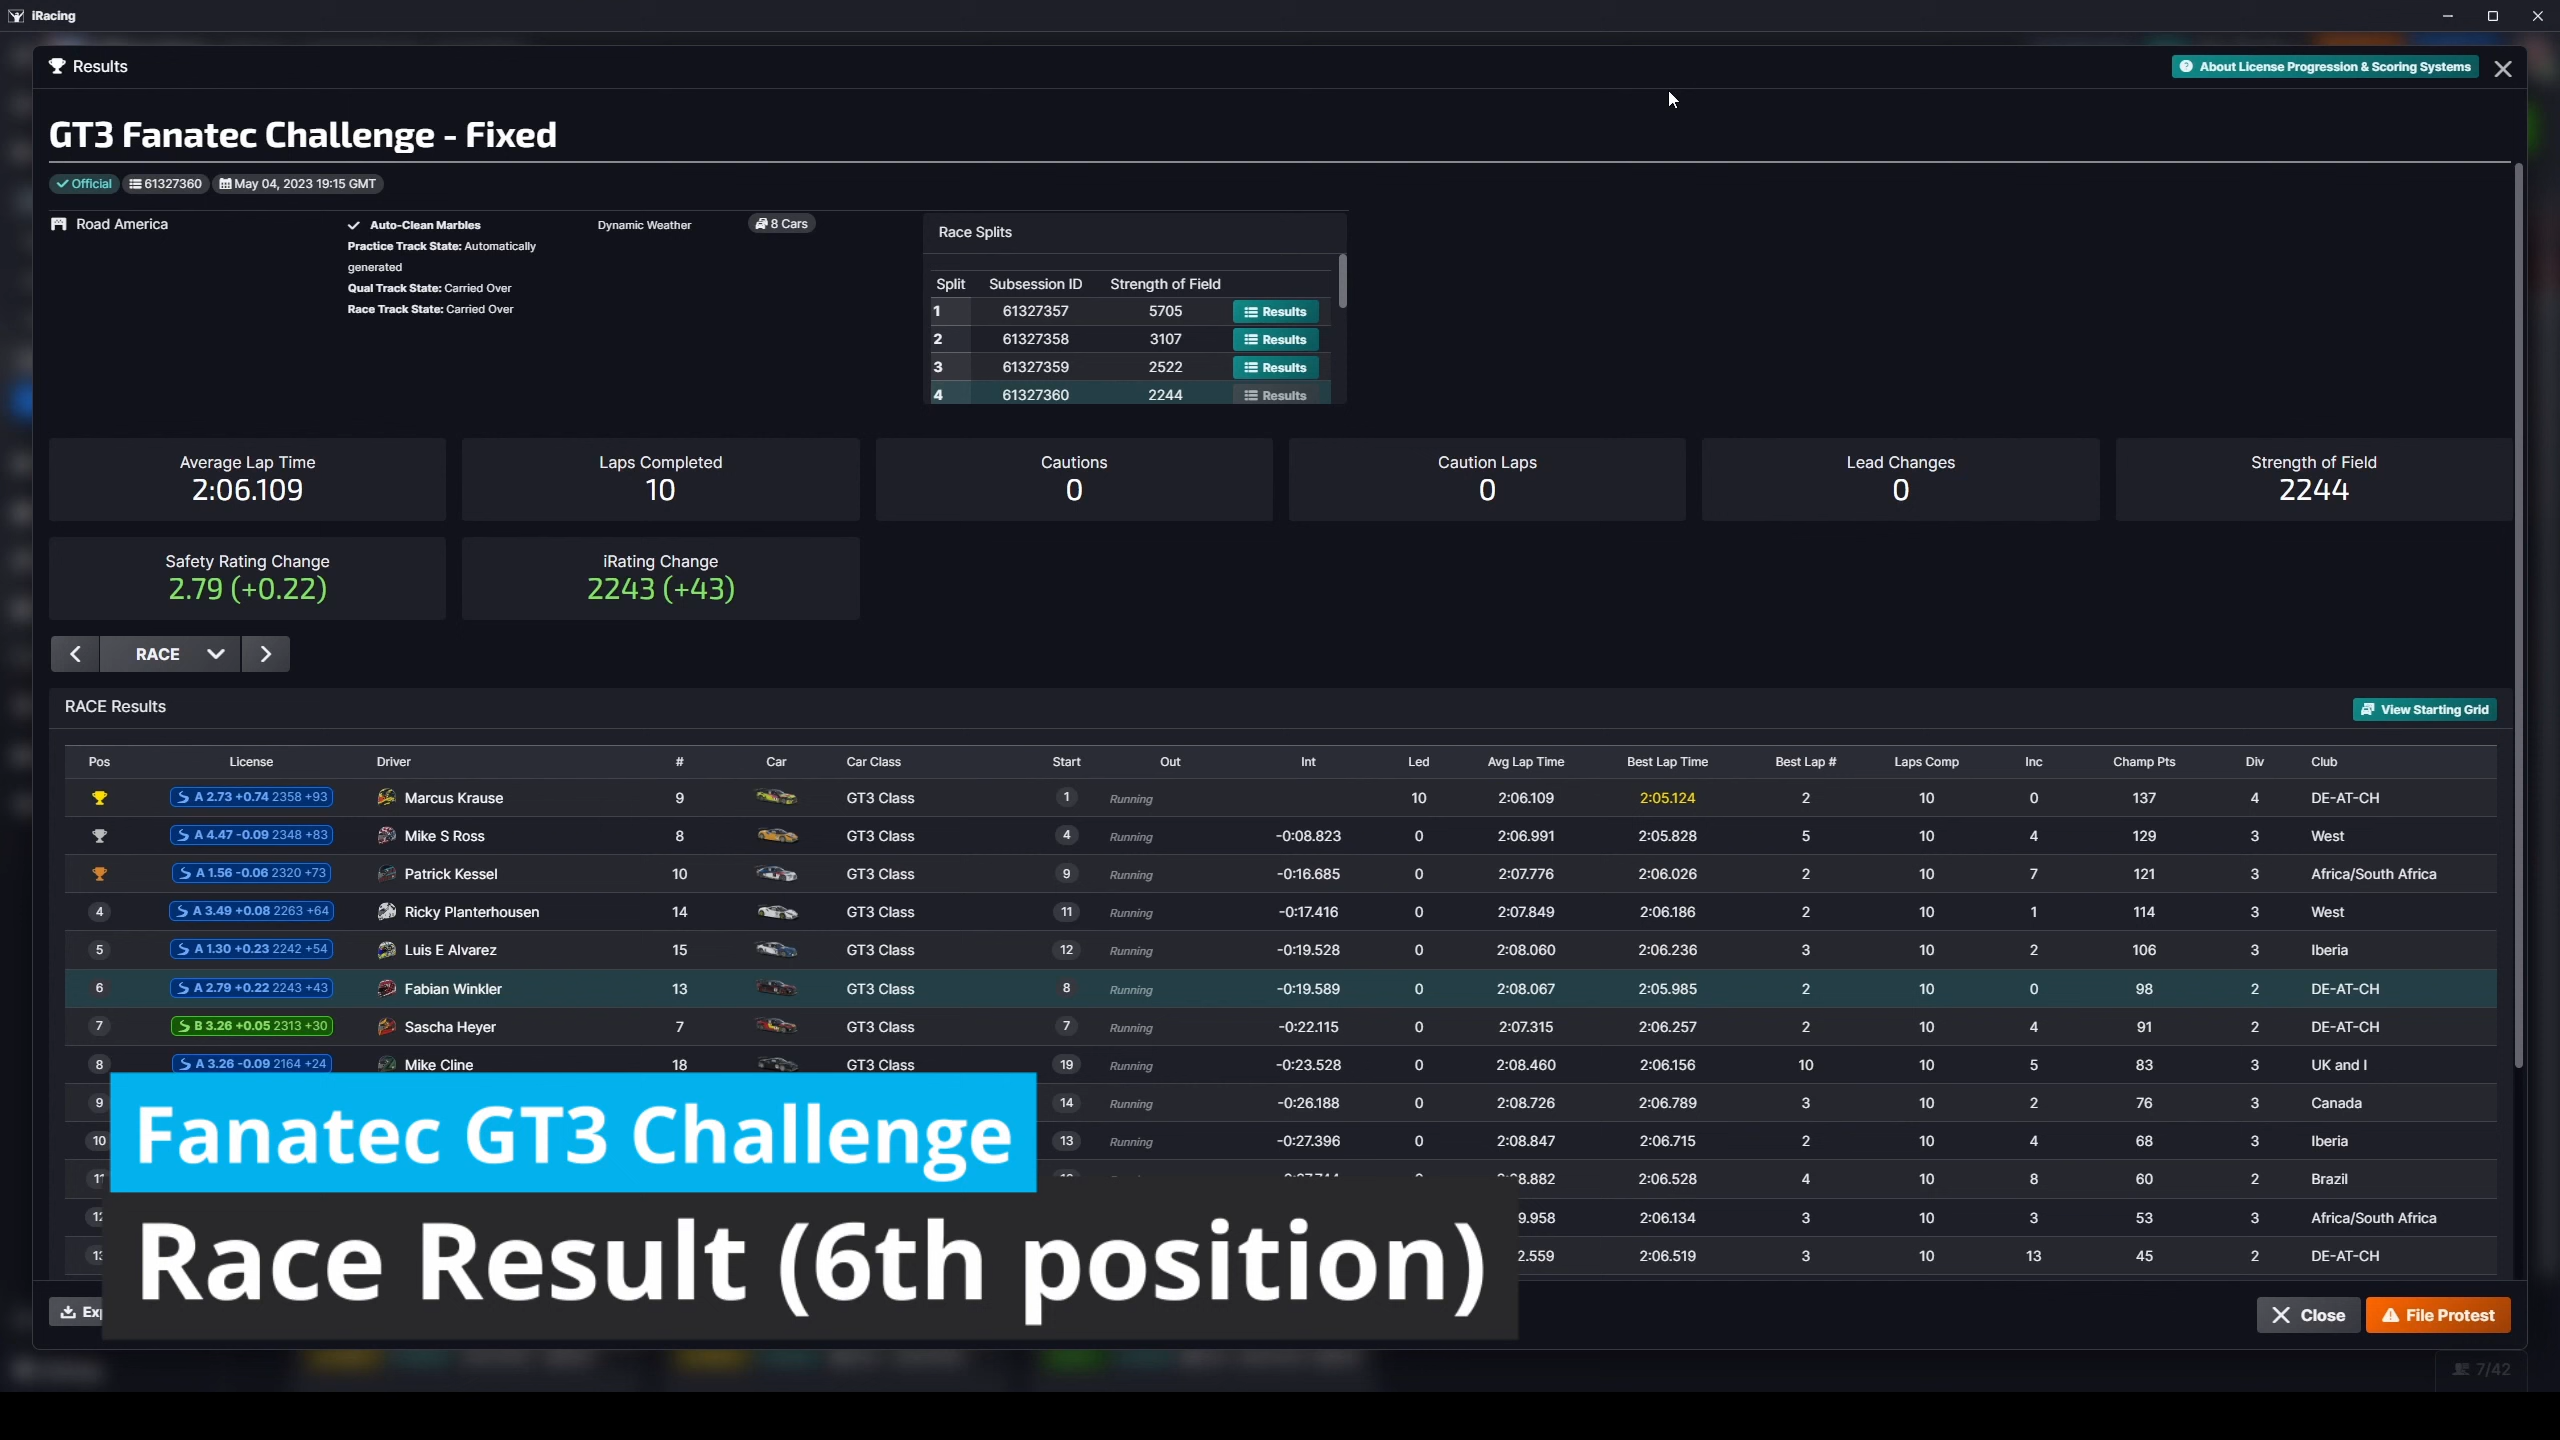 iRacing
Results
About License Progression & Scoring Systems
GT3 Fanatec Challenge - Fixed
Official 61327360 May 04, 2023 19:15 GMT
Road America
Auto-Clean Marbles
Practice Track State: Automatically
generated
Qual Track State: Carried Over
Race Track State: Carried Over
Dynamic Weather
8 Cars
Race Splits
Split Subsession ID Strength of Field
1 61327357 5705 Results
2 61327358 3107 Results
3 61327359 2522 Results
4 61327360 2244 Results
Average Lap Time
2:06.109
Laps Completed
10
Cautions
0
Caution Laps
0
Lead Changes
0
Strength of Field
2244
Safety Rating Change
2.79 (+0.22)
iRating Change
2243 (+43)
RACE
RACE Results
View Starting Grid
Pos License Driver # Car Car Class Start Out Int Led Avg Lap Time Best Lap Time Best Lap # Laps Comp Inc Champ Pts Div Club
A 2.73 +0.74 2358 +93 Marcus Krause 9 GT3 Class 1 Running 10 2:06.109 2:05.124 2 10 0 137 4 DE-AT-CH
A 4.47 -0.09 2348 +83 Mike S Ross 8 GT3 Class 4 Running -0:08.823 0 2:06.991 2:05.828 5 10 4 129 3 West
A 1.56 -0.06 2320 +73 Patrick Kessel 10 GT3 Class 9 Running -0:16.685 0 2:07.776 2:06.026 2 10 7 121 3 Africa/South Africa
4 A 3.49 +0.08 2263 +64 Ricky Planterhousen 14 GT3 Class 11 Running -0:17.416 0 2:07.849 2:06.186 2 10 1 114 3 West
5 A 1.30 +0.23 2242 +54 Luis E Alvarez 15 GT3 Class 12 Running -0:19.528 0 2:08.060 2:06.236 3 10 2 106 3 Iberia
6 A 2.79 +0.22 2243 +43 Fabian Winkler 13 GT3 Class 8 Running -0:19.589 0 2:08.067 2:05.985 2 10 0 98 2 DE-AT-CH
7 B 3.26 +0.05 2313 +30 Sascha Heyer 7 GT3 Class 7 Running -0:22.115 0 2:07.315 2:06.257 2 10 4 91 2 DE-AT-CH
8 A 3.26 -0.09 2164 +24 Mike Cline 18 GT3 Class 19 Running -0:23.528 0 2:08.460 2:06.156 10 10 5 83 3 UK and I
9 14 Running -0:26.188 0 2:08.726 2:06.789 3 10 2 76 3 Canada
10 13 Running -0:27.396 0 2:08.847 2:06.715 2 10 4 68 3 Iberia
2:06.528 4 10 8 60 2 Brazil
2:06.134 3 10 3 53 3 Africa/South Africa
2:06.519 3 10 13 45 2 DE-AT-CH
Fanatec GT3 Challenge
Race Result (6th position)
Close
File Protest
7/42